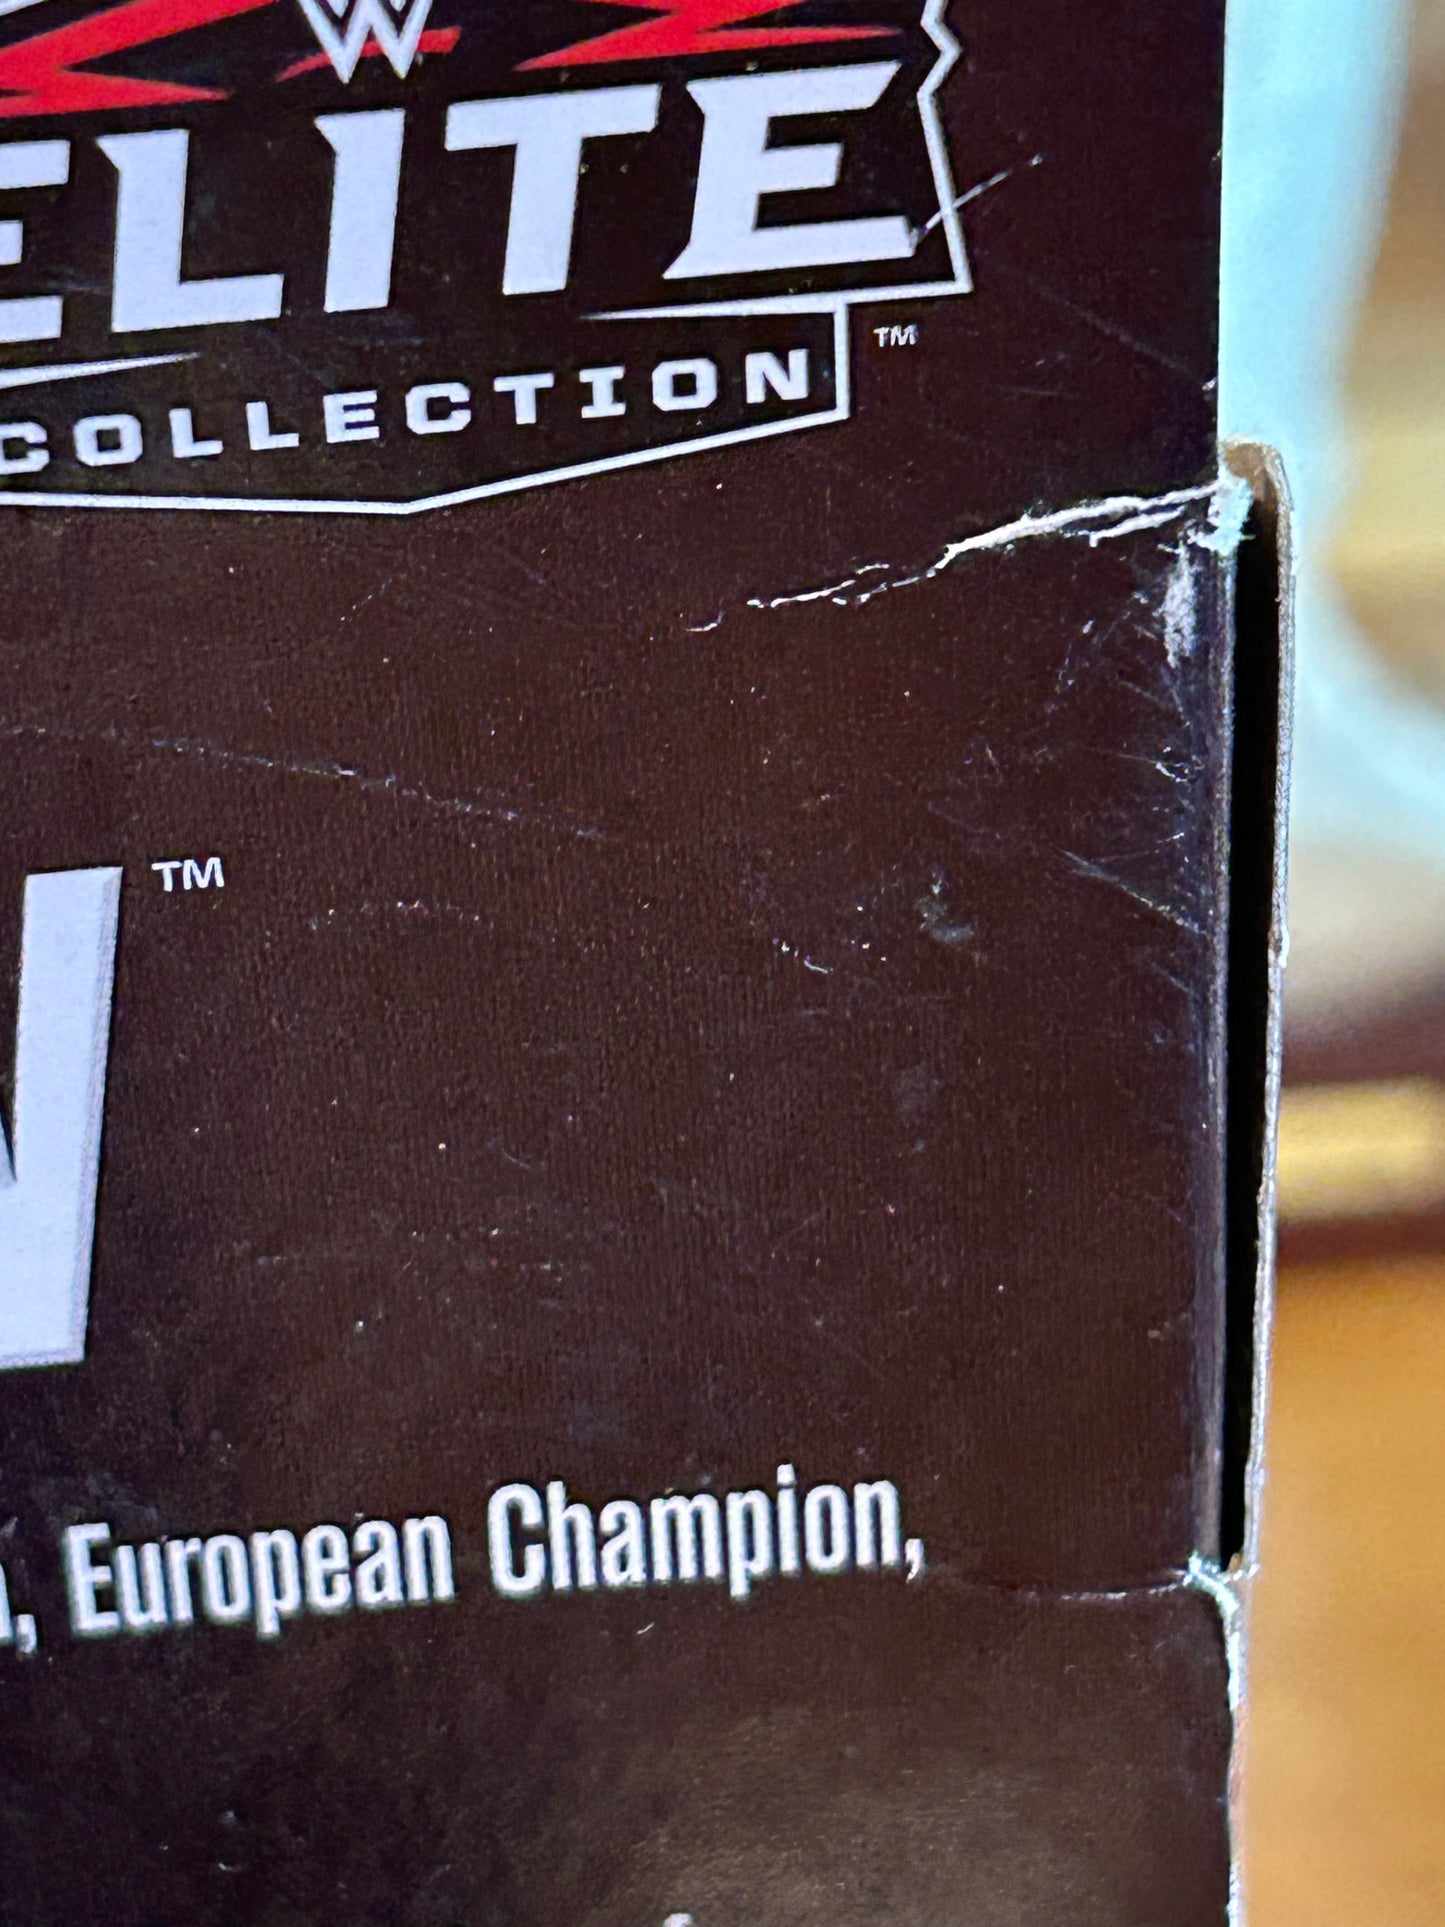 W
ELITE
COLLECTION ™
™
, European Champion,